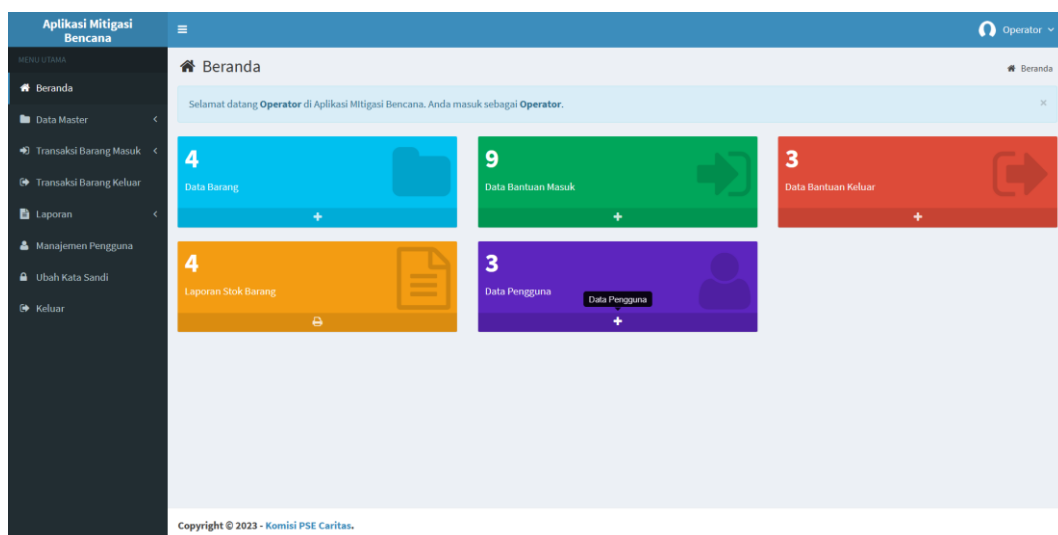 Aplikasi Mitigasi
Bencana
Operator
MENU UTAMA
Beranda
Data Master
Transaksi Barang Masuk
Transaksi Barang Keluar
Laporan
Manajemen Pengguna
Ubah Kata Sandi
Keluar
Beranda
Beranda
Selamat datang Operator di Aplikasi MItigasi Bencana. Anda masuk sebagai Operator.
×
4
Data Barang
9
Data Bantuan Masuk
3
Data Bantuan Keluar
4
Laporan Stok Barang
3
Data Pengguna
Data Pengguna
Copyright © 2023 - Komisi PSE Caritas.